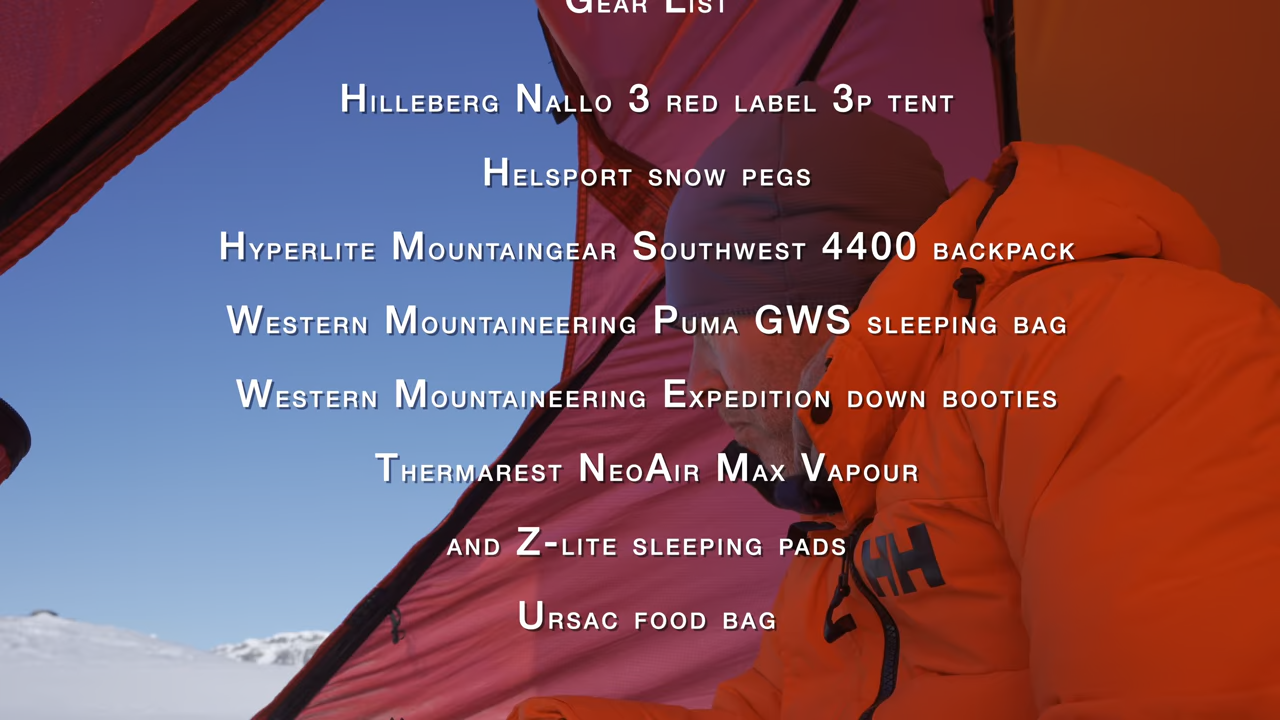 Gear List
Hilleberg Nallo 3 red label 3p tent
Helsport snow pegs
Hyperlite Mountaingear Southwest 4400 backpack
Western Mountaineering Puma GWS sleeping bag
Western Mountaineering Expedition down booties
Thermarest NeoAir Max Vapour
and Z-lite sleeping pads
HH
Ursac food bag